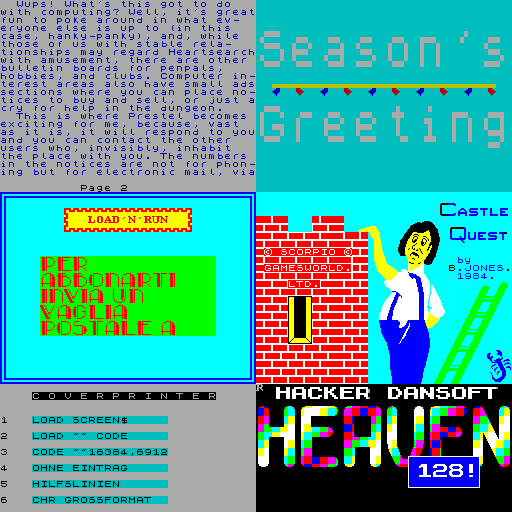 Wups! What's this got to do
with computing? Well, it's great
fun to poke around in what ev-
eryone else is up to (in this
case, hanky-panky), and, while
those of us with stable rela-
tionships may regard Heartsearch
with amusement, there are other
bulletin boards for penpals,
hobbies, and clubs. Computer in-
terest areas also have small ads
sections where you can place no-
tices to buy and sell, or just a
cry for help in the dungeon.
This is where Prestel becomes
exciting for me, because, vast
as it is, it will respond to you
and you can contact the other
users who, invisibly, inhabit
the place with you. The numbers
in the notices are not for phon-
ing but for electronic mail, via
Page 2
Season's
Greeting
LOAD'N'RUN
PER
ABBONARTI
INVIA UN
VAGLIA
POSTALE A
CASTLE
QUEST
by
B.JONES.
1984.
© SCORPIO ©
GAMESWORLD.
LTD.
COVERPRINTER
1 LOAD SCREEN$
2 LOAD "" CODE
3 CODE ""16384,6912
4 OHNE EINTRAG
5 HILFSLINIEN
6 CHR GROSSFORMAT
R
HACKER DANSOFT
HEAVEN
128!